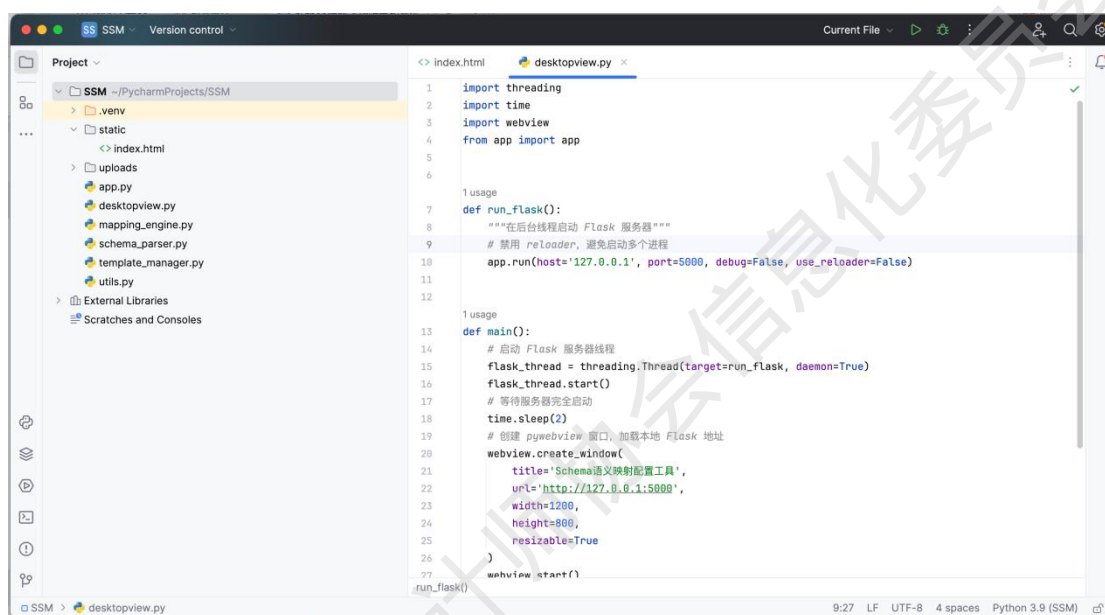 SS SSM Version control
Current File
Project
SSM ~/PycharmProjects/SSM
.venv
static
index.html
uploads
app.py
desktopview.py
mapping_engine.py
schema_parser.py
template_manager.py
utils.py
External Libraries
Scratches and Consoles
index.html desktopview.py
1 import threading
2 import time
3 import webview
4 from app import app
5
6
1 usage
7 def run_flask():
8 """在后台线程启动 Flask 服务器"""
9 # 禁用 reloader，避免启动多个进程
10 app.run(host='127.0.0.1', port=5000, debug=False, use_reloader=False)
11
12
1 usage
13 def main():
14 # 启动 Flask 服务器线程
15 flask_thread = threading.Thread(target=run_flask, daemon=True)
16 flask_thread.start()
17 # 等待服务器完全启动
18 time.sleep(2)
19 # 创建 pywebview 窗口，加载本地 Flask 地址
20 webview.create_window(
21 title='Schema语义映射配置工具',
22 url='http://127.0.0.1:5000',
23 width=1200,
24 height=800,
25 resizable=True
26 )
27 webview.start()
run_flask()
SSM > desktopview.py
9:27 LF UTF-8 4 spaces Python 3.9 (SSM)
计师协会信息化委员会